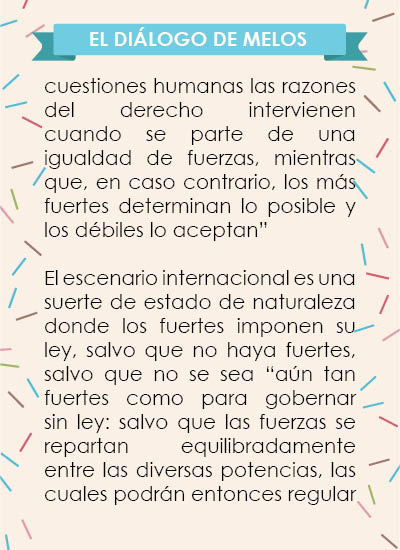 EL DIÁLOGO DE MELOS
cuestiones humanas las razones
del derecho intervienen
cuando se parte de una
igualdad de fuerzas, mientras
que, en caso contrario, los más
fuertes determinan lo posible y
los débiles lo aceptan”
El escenario internacional es una
suerte de estado de naturaleza
donde los fuertes imponen su
ley, salvo que no haya fuertes,
salvo que no se sea “aún tan
fuertes como para gobernar
sin ley: salvo que las fuerzas se
repartan equilibradamente
entre las diversas potencias, las
cuales podrán entonces regular